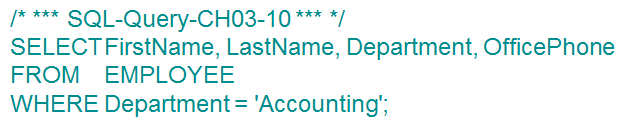 /* *** SQL-Query-CH03-10 *** */
SELECT FirstName, LastName, Department, OfficePhone
FROM EMPLOYEE
WHERE Department = 'Accounting';